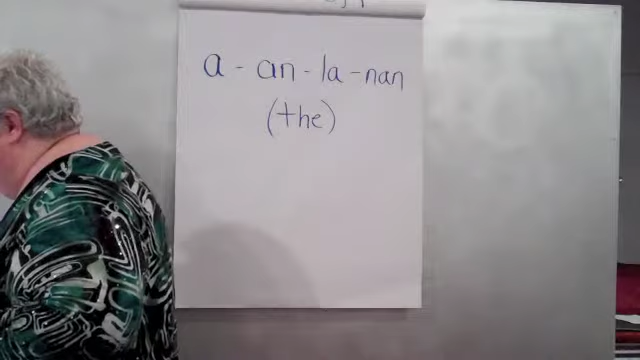 a - an - la - nan
(the)